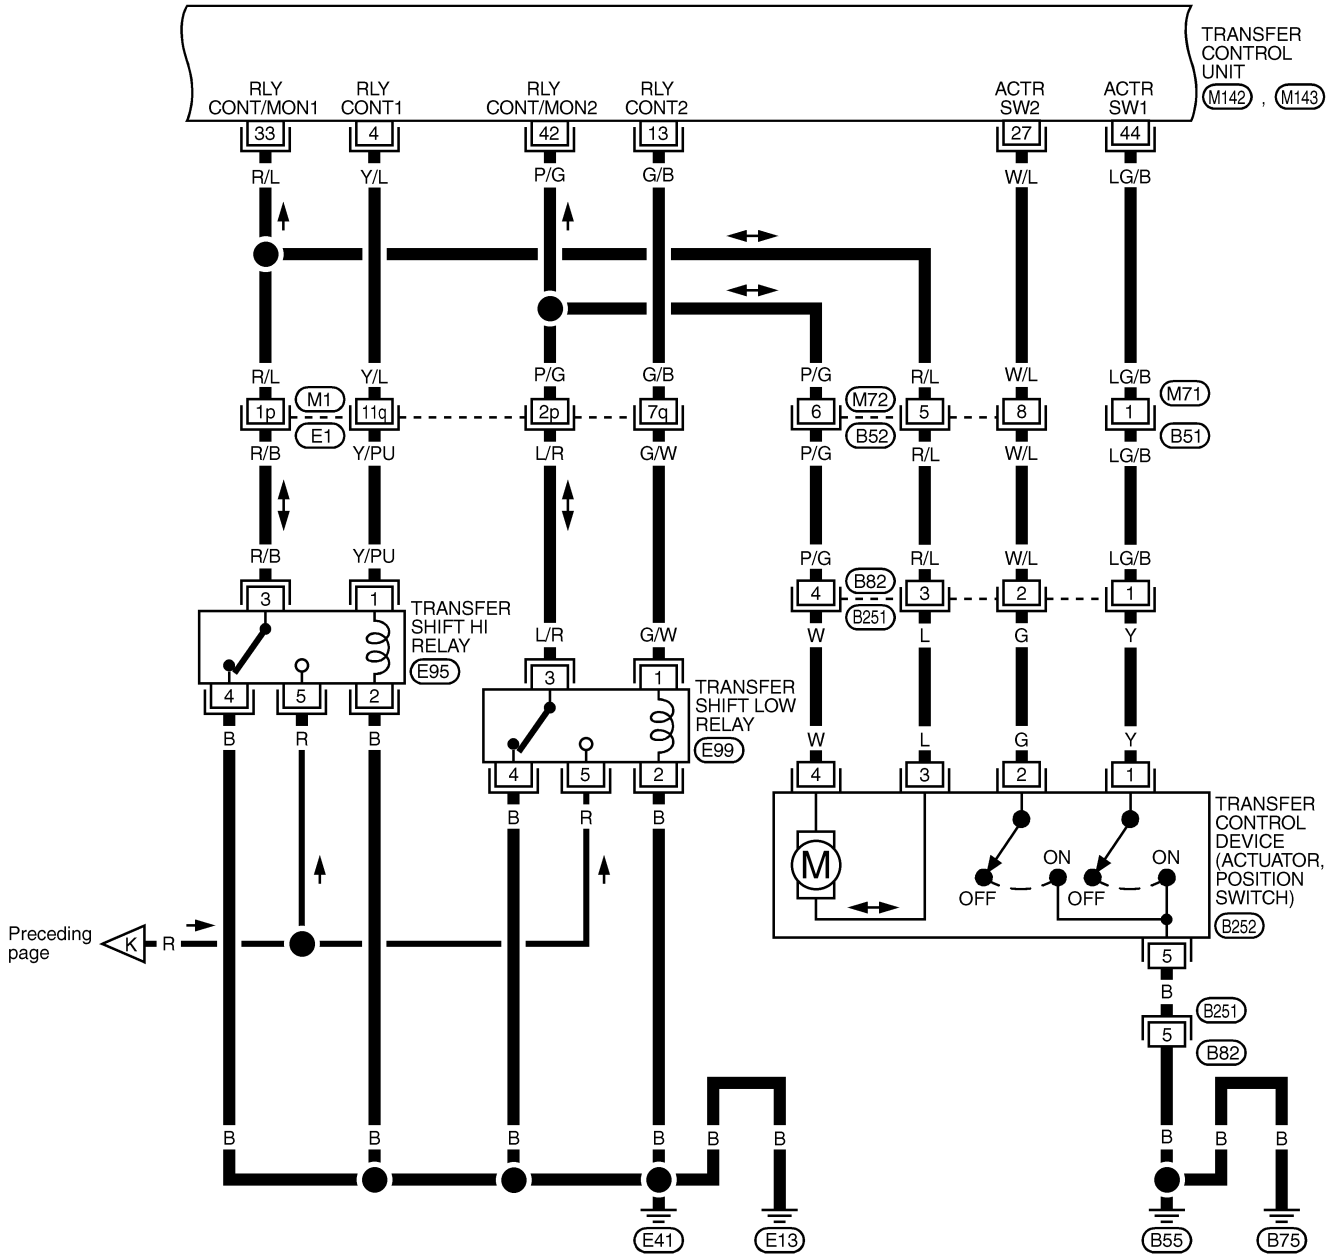 TRANSFER
CONTROL
UNIT
M142 , M143
RLY RLY RLY RLY ACTR ACTR
CONT/MON1 CONT1 CONT/MON2 CONT2 SW2 SW1
33 4 42 13 27 44
R/L Y/L P/G G/B W/L LG/B
R/L Y/L P/G G/B P/G R/L W/L LG/B
M1 M72 M71
1p 11q 2p 7q 6 5 8 1
E1 B52 B51
R/B Y/PU L/R G/W P/G R/L W/L LG/B
R/B Y/PU P/G R/L W/L LG/B
B82
3 1 4 3 2 1
B251
TRANSFER
SHIFT HI
RELAY
E95
L/R G/W W L G Y
3 1
4 5 2
TRANSFER
SHIFT LOW
RELAY
E99
B R B W L G Y
4 5 2 4 3 2 1
B R B
TRANSFER
CONTROL
DEVICE
(ACTUATOR,
POSITION
SWITCH)
B252
M ON ON
OFF OFF
Preceding
page
K R
5
B
B251
5
B82
B B B B B B B B B
E41 E13 B55 B75